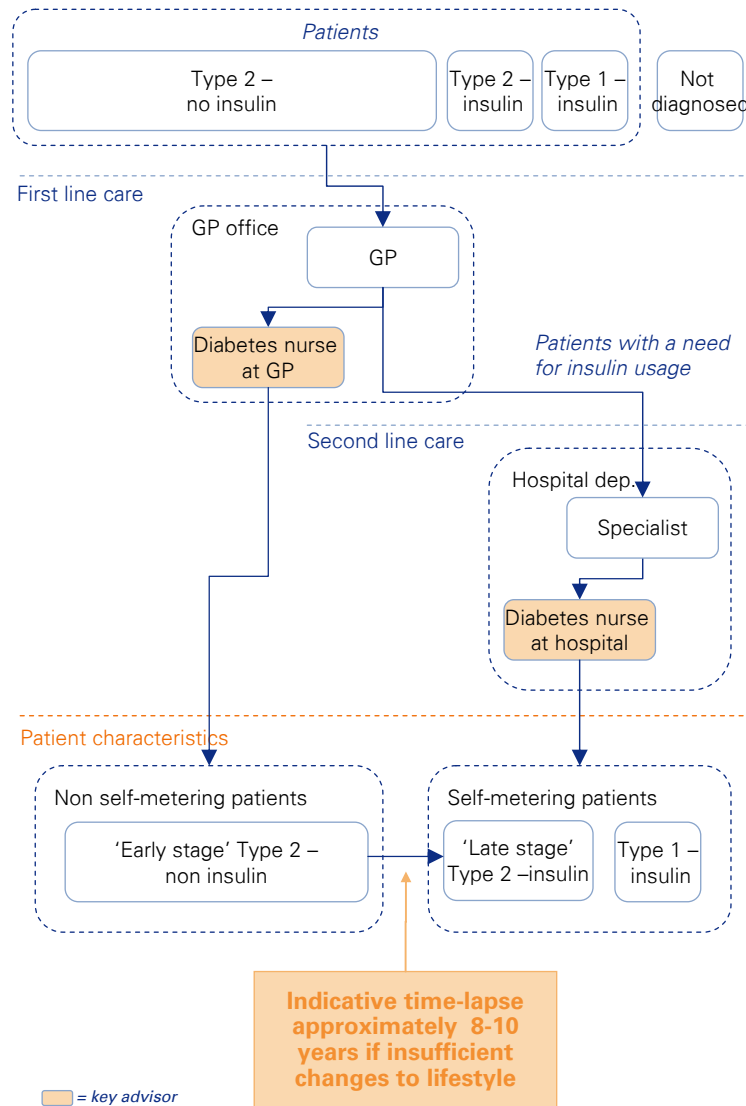 Patients
Type 2 –
no insulin
Type 2 –
insulin
Type 1 –
insulin
Not
diagnosed
First line care
GP office
GP
Diabetes nurse
at GP
Patients with a need
for insulin usage
Second line care
Hospital dep.
Specialist
Diabetes nurse
at hospital
Patient characteristics
Non self-metering patients
‘Early stage’ Type 2 –
non insulin
Self-metering patients
‘Late stage’
Type 2 –insulin
Type 1 –
insulin
Indicative time-lapse
approximately 8-10
years if insufficient
changes to lifestyle
= key advisor